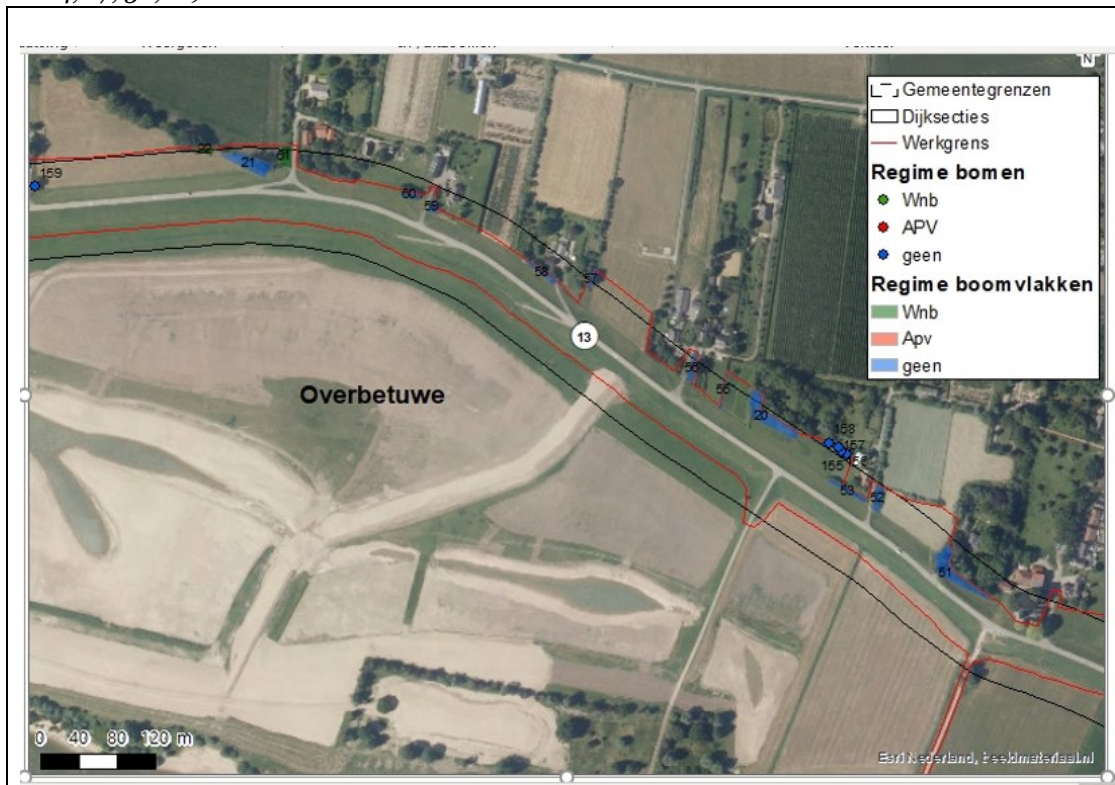 Gemeentegrenzen
Dijksecties
Werkgrens
Regime bomen
Wnb
APV
geen
Regime boomvlakken
Wnb
Apv
geen
N
159
22
21
61
60
59
58
57
13
56
55
20
158
157
155
53
52
51
Overbetuwe
0 40 80 120 m
Esri Nederland, beeldmateriaal.nl